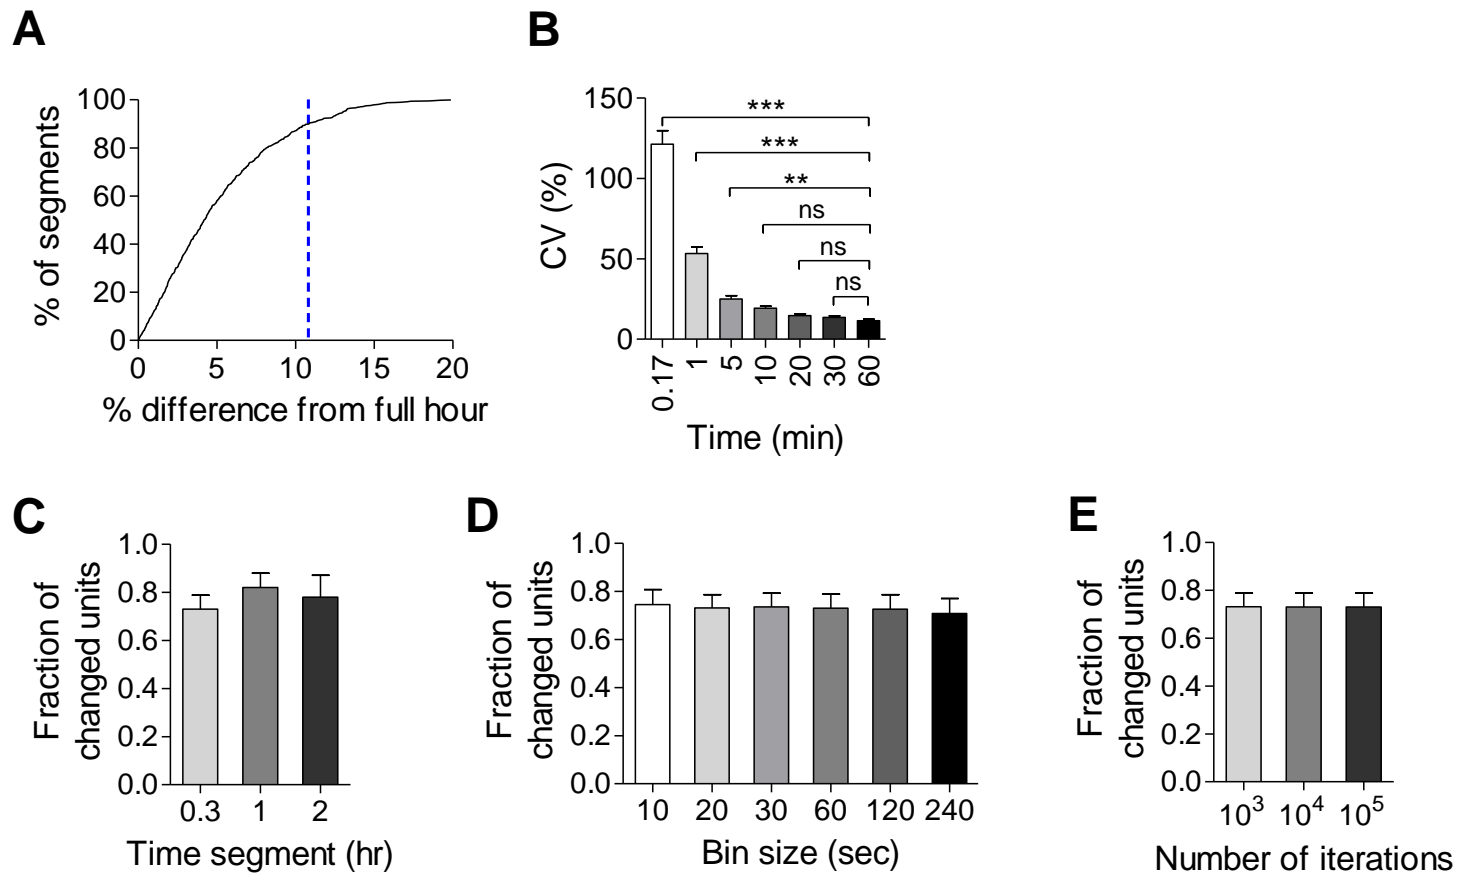 A
% of segments
100
80
60
40
20
0
0 5 10 15 20
% difference from full hour
B
CV (%)
150
100
50
0
***
***
**
ns
ns
ns
0.17 1 5 10 20 30 60
Time (min)
C
Fraction of
changed units
1.0
0.8
0.6
0.4
0.2
0.0
0.3 1 2
Time segment (hr)
D
Fraction of
changed units
1.0
0.8
0.6
0.4
0.2
0.0
10 20 30 60 120 240
Bin size (sec)
E
Fraction of
changed units
1.0
0.8
0.6
0.4
0.2
0.0
10³ 10⁴ 10⁵
Number of iterations